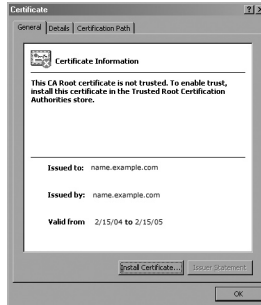 Certificate
General Details Certification Path
Certificate Information
This CA Root certificate is not trusted. To enable trust,
install this certificate in the Trusted Root Certification
Authorities store.
Issued to: name.example.com
Issued by: name.example.com
Valid from 2/15/04 to 2/15/05
Install Certificate... Issuer Statement
OK